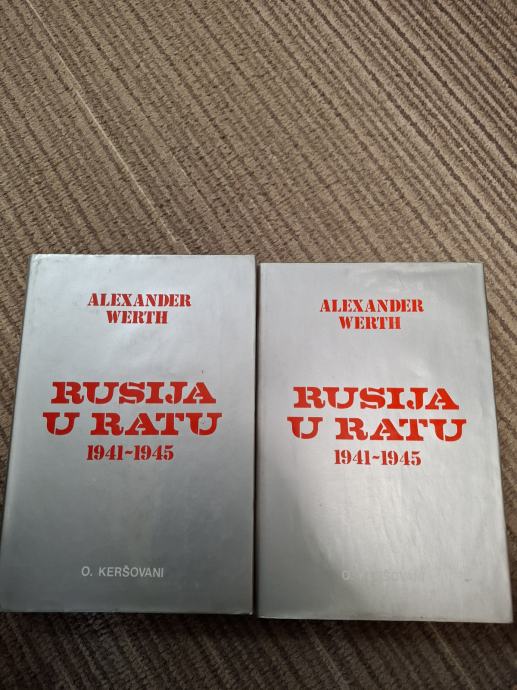 ALEXANDER
WERTH
RUSIJA
U RATU
1941-1945
O. KERŠOVANI
ALEXANDER
WERTH
RUSIJA
U RATU
1941-1945
O.